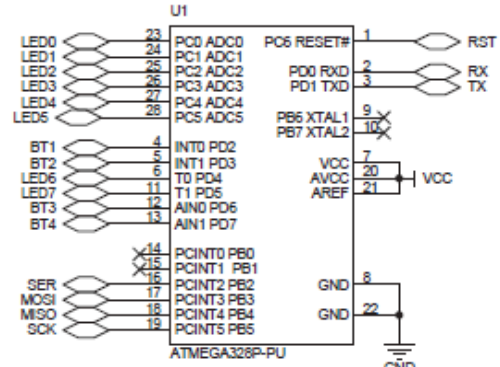 U1
LED0 23 PC0 ADC0 PC6 RESET# 1 RST
LED1 24 PC1 ADC1
LED2 25 PC2 ADC2 PD0 RXD 2 RX
LED3 26 PC3 ADC3 PD1 TXD 3 TX
LED4 27 PC4 ADC4
LED5 28 PC5 ADC5 PB6 XTAL1 9
PB7 XTAL2 10
BT1 4 INT0 PD2
BT2 5 INT1 PD3 VCC 7
LED6 6 T0 PD4 AVCC 20 VCC
LED7 11 T1 PD5 AREF 21
BT3 12 AIN0 PD6
BT4 13 AIN1 PD7
14 PCINT0 PB0
15 PCINT1 PB1
SER 16 PCINT2 PB2 GND 8
MOSI 17 PCINT3 PB3
MISO 18 PCINT4 PB4 GND 22
SCK 19 PCINT5 PB5
ATMEGA328P-PU
GND